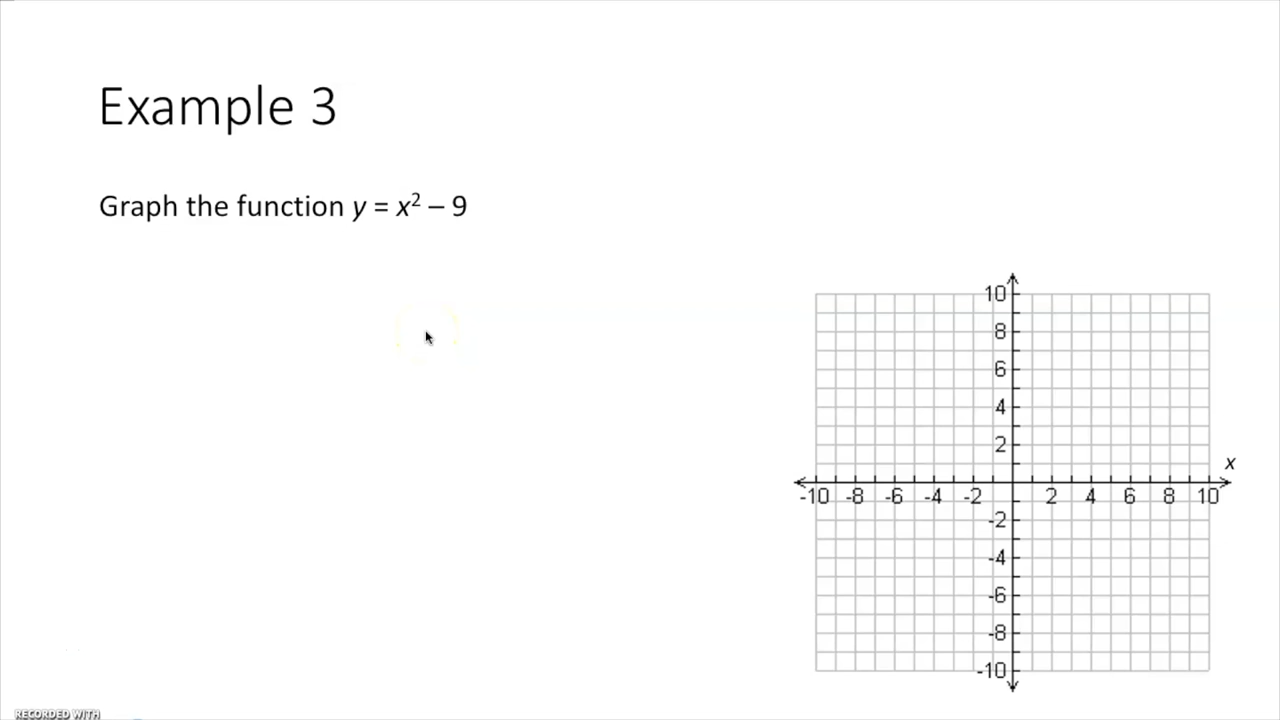 Example 3
Graph the function y = x² – 9
10
8
6
4
2
x
-10 -8 -6 -4 -2 2 4 6 8 10
-2
-4
-6
-8
-10
RECORDED WITH